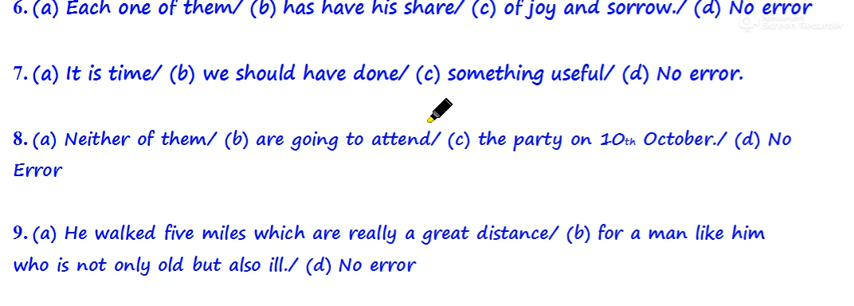 6. (a) Each one of them/ (b) has have his share/ (c) of joy and sorrow./ (d) No error
Screen Recorder
7. (a) It is time/ (b) we should have done/ (c) something useful/ (d) No error.
8. (a) Neither of them/ (b) are going to attend/ (c) the party on 10th October./ (d) No
Error
9. (a) He walked five miles which are really a great distance/ (b) for a man like him
who is not only old but also ill./ (d) No error